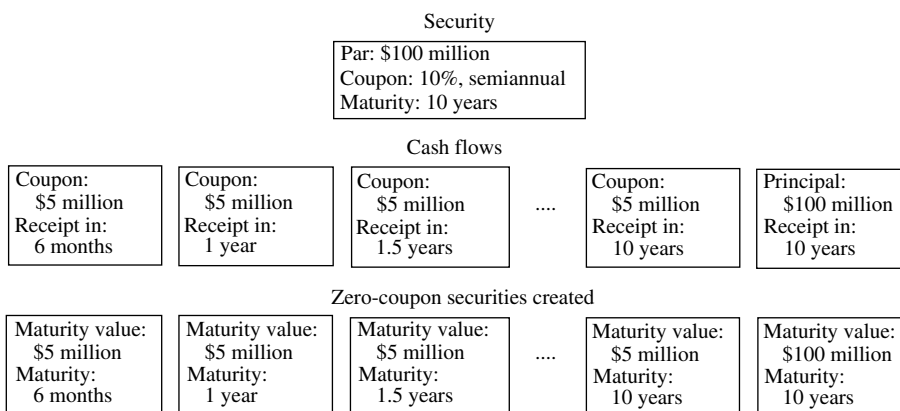 Security
Par: $100 million
Coupon: 10%, semiannual
Maturity: 10 years
Cash flows
Coupon:
$5 million
Receipt in:
6 months
Coupon:
$5 million
Receipt in:
1 year
Coupon:
$5 million
Receipt in:
1.5 years
....
Coupon:
$5 million
Receipt in:
10 years
Principal:
$100 million
Receipt in:
10 years
Zero-coupon securities created
Maturity value:
$5 million
Maturity:
6 months
Maturity value:
$5 million
Maturity:
1 year
Maturity value:
$5 million
Maturity:
1.5 years
....
Maturity value:
$5 million
Maturity:
10 years
Maturity value:
$100 million
Maturity:
10 years